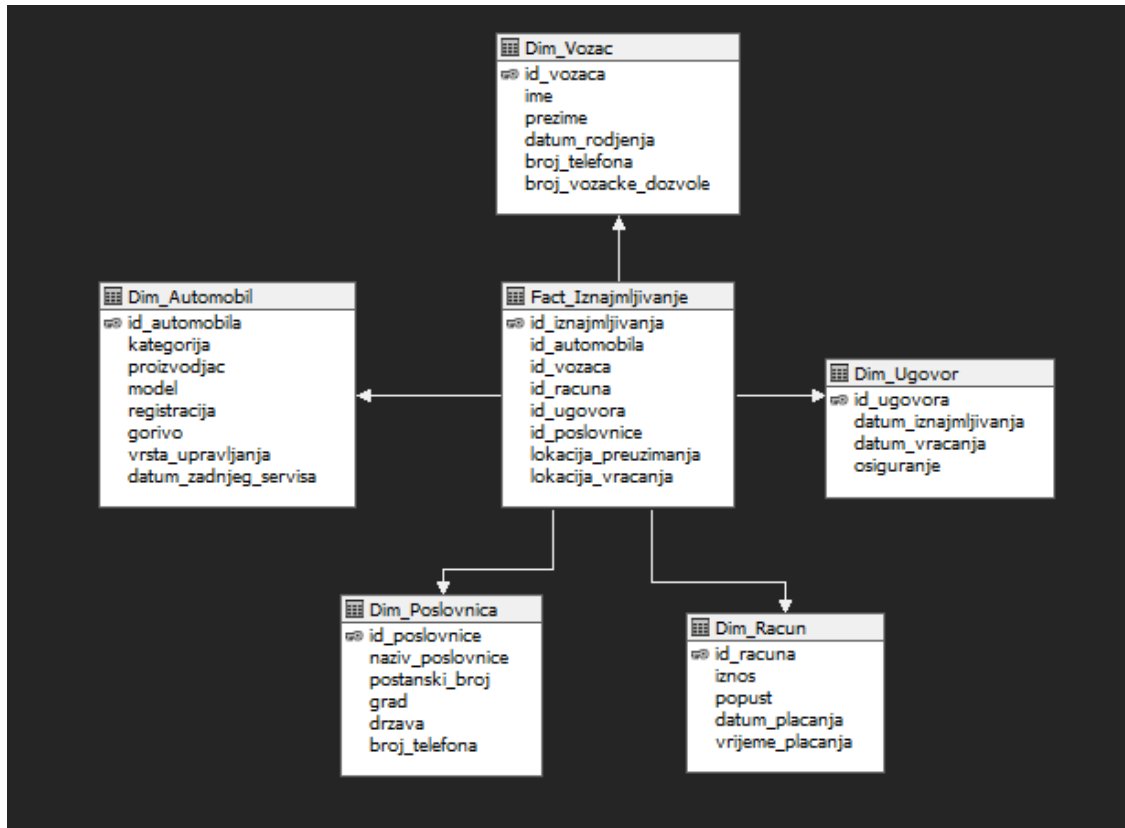 Dim_Vozac
id_vozaca
ime
prezime
datum_rodjenja
broj_telefona
broj_vozacke_dozvole
Dim_Automobil
id_automobila
kategorija
proizvodjac
model
registracija
gorivo
vrsta_upravljanja
datum_zadnjeg_servisa
Fact_Iznajmljivanje
id_iznajmljivanja
id_automobila
id_vozaca
id_racuna
id_ugovora
id_poslovnice
lokacija_preuzimanja
lokacija_vracanja
Dim_Ugovor
id_ugovora
datum_iznajmljivanja
datum_vracanja
osiguranje
Dim_Poslovnica
id_poslovnice
naziv_poslovnice
postanski_broj
grad
drzava
broj_telefona
Dim_Racun
id_racuna
iznos
popust
datum_placanja
vrijeme_placanja